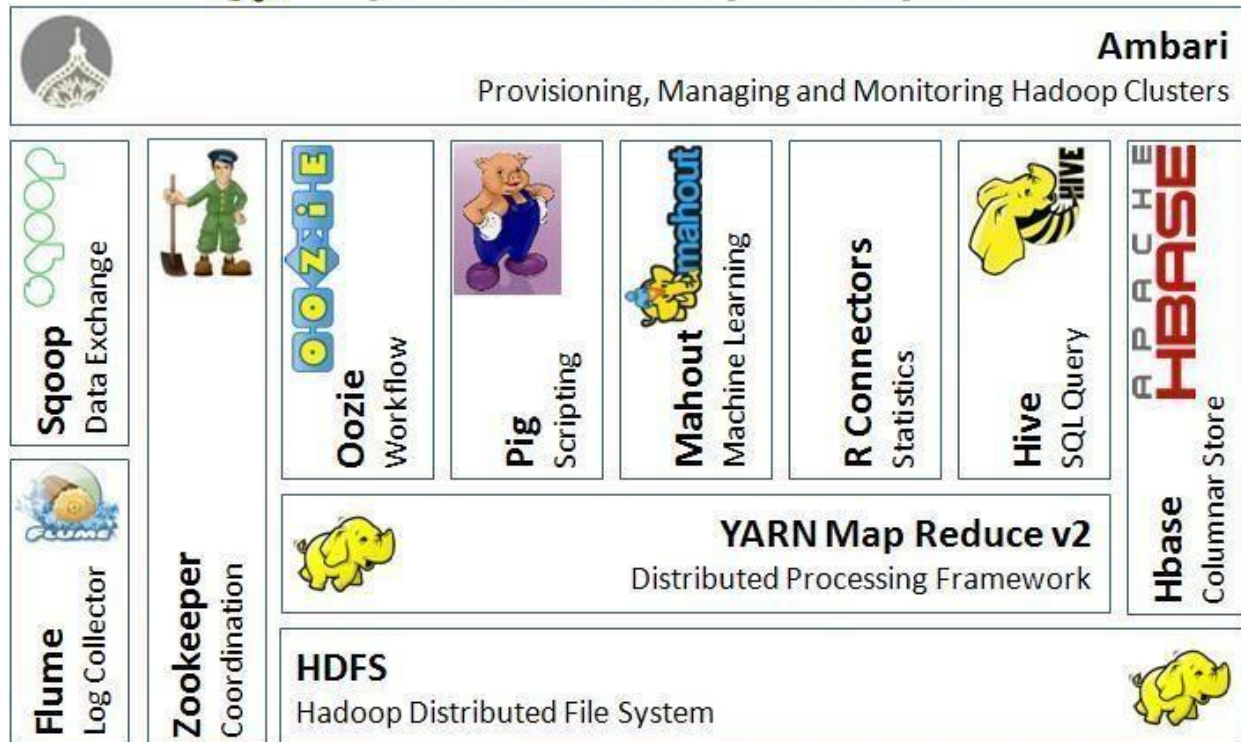 Ambari
Provisioning, Managing and Monitoring Hadoop Clusters
sqoop
Sqoop
Data Exchange
FLUME
Flume
Log Collector
Zookeeper
Coordination
OOZIE
Oozie
Workflow
Pig
Scripting
mahout
Mahout
Machine Learning
R Connectors
Statistics
HIVE
Hive
SQL Query
APACHE
HBASE
Hbase
Columnar Store
YARN Map Reduce v2
Distributed Processing Framework
HDFS
Hadoop Distributed File System